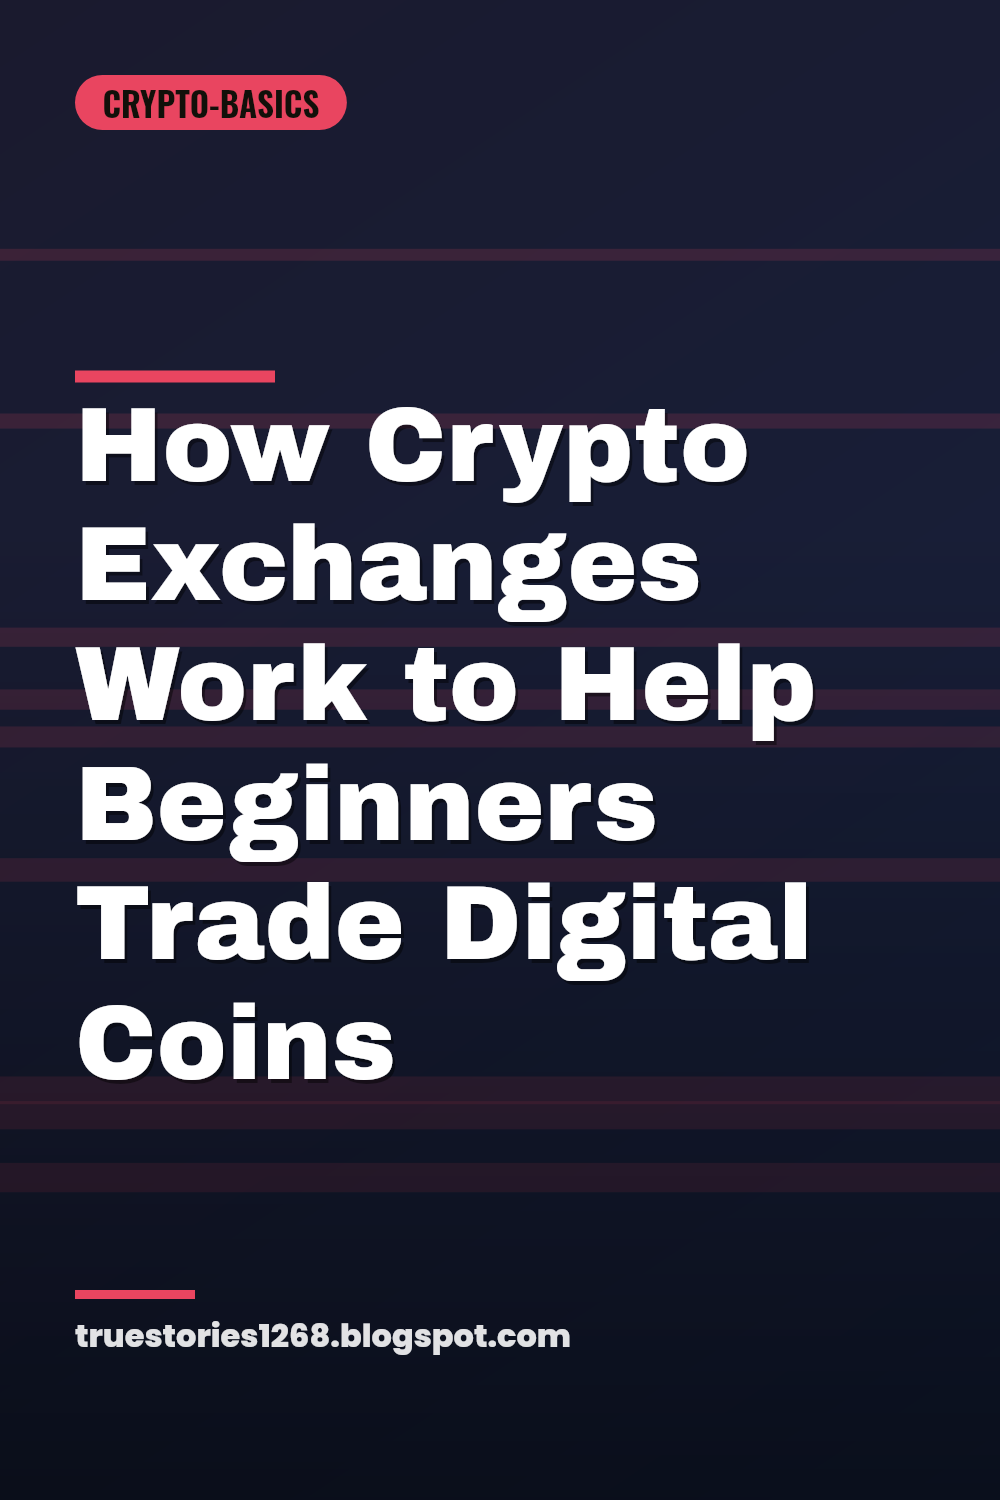 CRYPTO-BASICS
How Crypto
Exchanges
Work to Help
Beginners
Trade Digital
Coins
truestories1268.blogspot.com